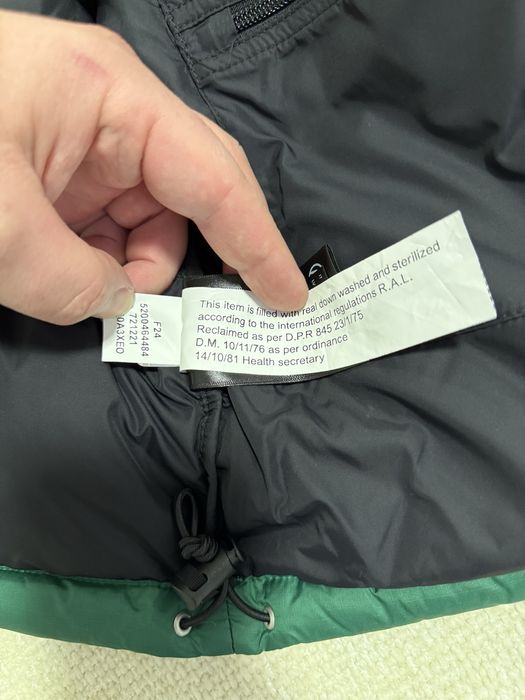 F24
5200464484
721221
00A3XEO
This item is filled with real down washed and sterilized
according to the international regulations R.A.L.
Reclaimed as per D.P.R 845 23/1/75
D.M. 10/11/76 as per ordinance
14/10/81 Health secretary